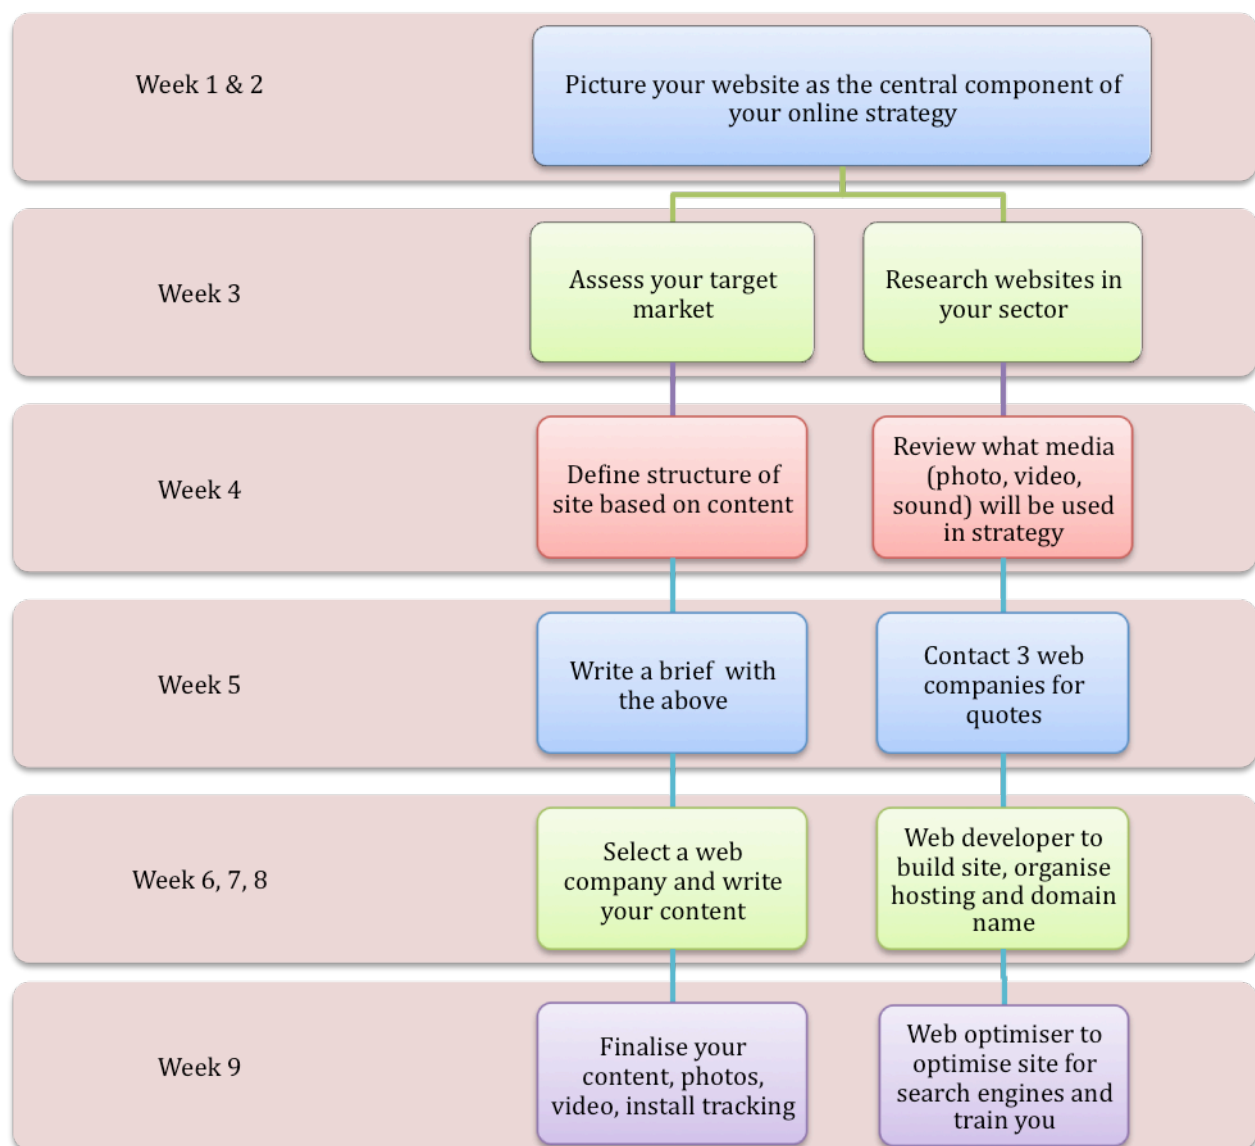 Week 1 & 2
Picture your website as the central component of
your online strategy
Week 3
Assess your target
market
Research websites in
your sector
Week 4
Define structure of
site based on content
Review what media
(photo, video,
sound) will be used
in strategy
Week 5
Write a brief with
the above
Contact 3 web
companies for
quotes
Week 6, 7, 8
Select a web
company and write
your content
Web developer to
build site, organise
hosting and domain
name
Week 9
Finalise your
content, photos,
video, install tracking
Web optimiser to
optimise site for
search engines and
train you